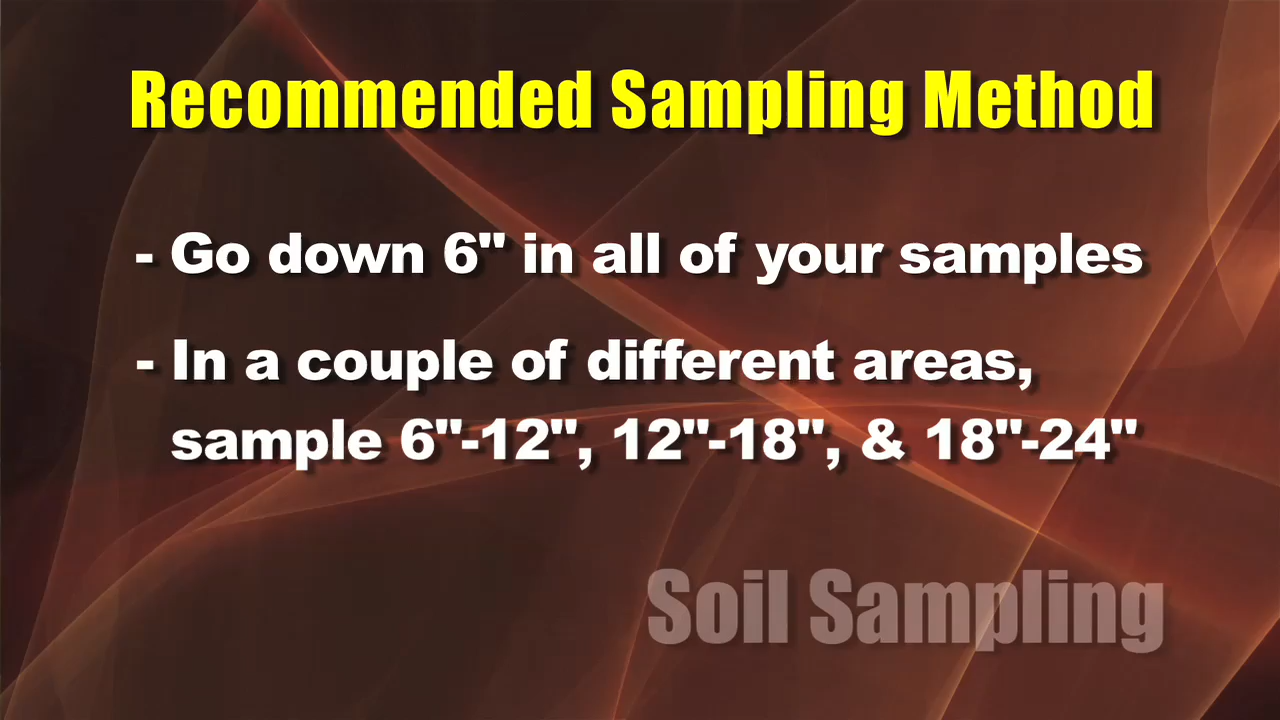 Recommended Sampling Method
- Go down 6" in all of your samples
- In a couple of different areas,
sample 6"-12", 12"-18", & 18"-24"
Soil Sampling